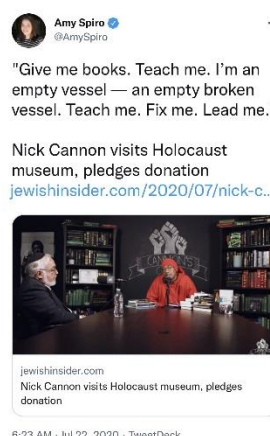 Amy Spiro
@AmySpiro
"Give me books. Teach me. I'm an
empty vessel — an empty broken
vessel. Teach me. Fix me. Lead me.
Nick Cannon visits Holocaust
museum, pledges donation
jewishinsider.com/2020/07/nick-c...
jewishinsider.com
Nick Cannon visits Holocaust museum, pledges
donation
6:23 AM · Jul 22, 2020 · TweetDeck